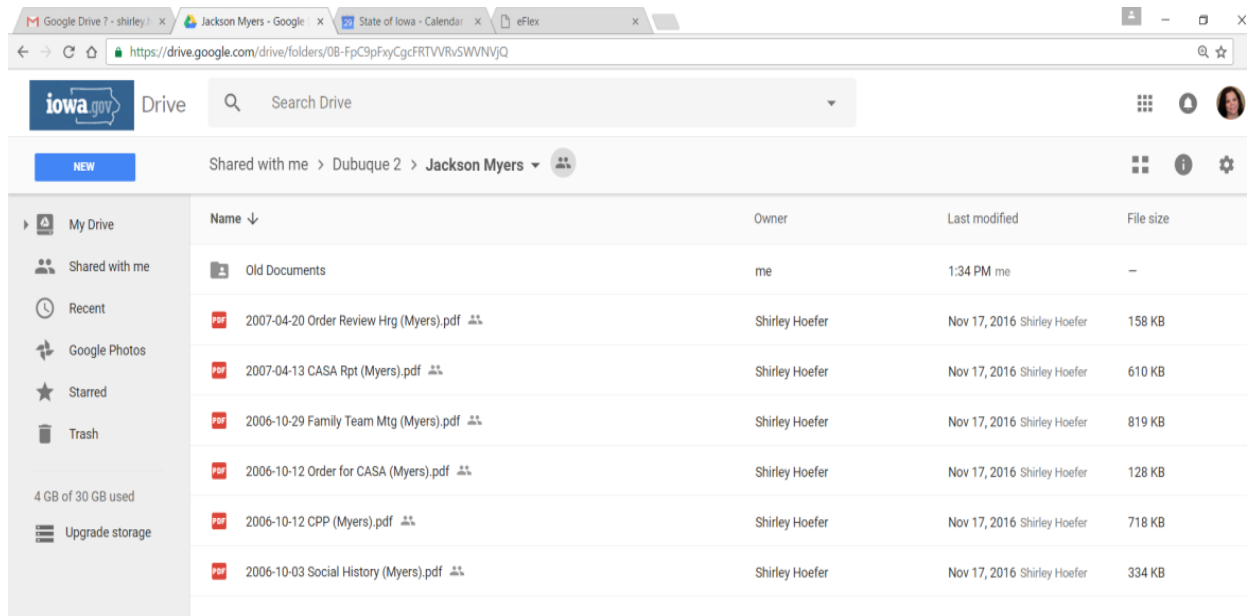 Google Drive ? - shirley.h Jackson Myers - Google State of Iowa - Calendar eFlex
https://drive.google.com/drive/folders/0B-FpC9pFxyCgcFRTVVRvSWVNVjQ
iowa.gov Drive Search Drive
NEW Shared with me > Dubuque 2 > Jackson Myers
My Drive
Shared with me
Recent
Google Photos
Starred
Trash
4 GB of 30 GB used
Upgrade storage
Name Owner Last modified File size
Old Documents me 1:34 PM me –
PDF 2007-04-20 Order Review Hrg (Myers).pdf Shirley Hoefer Nov 17, 2016 Shirley Hoefer 158 KB
PDF 2007-04-13 CASA Rpt (Myers).pdf Shirley Hoefer Nov 17, 2016 Shirley Hoefer 610 KB
PDF 2006-10-29 Family Team Mtg (Myers).pdf Shirley Hoefer Nov 17, 2016 Shirley Hoefer 819 KB
PDF 2006-10-12 Order for CASA (Myers).pdf Shirley Hoefer Nov 17, 2016 Shirley Hoefer 128 KB
PDF 2006-10-12 CPP (Myers).pdf Shirley Hoefer Nov 17, 2016 Shirley Hoefer 718 KB
PDF 2006-10-03 Social History (Myers).pdf Shirley Hoefer Nov 17, 2016 Shirley Hoefer 334 KB